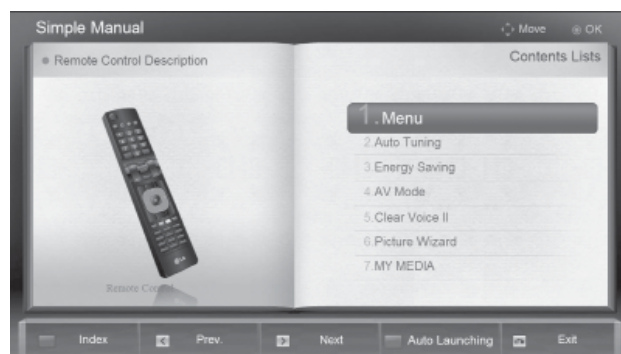 Simple Manual
Move OK
Remote Control Description
Contents Lists
1.Menu
2.Auto Tuning
3.Energy Saving
4.AV Mode
5.Clear Voice II
6.Picture Wizard
7.MY MEDIA
LG
Remote Control
Index Prev. Next Auto Launching Exit